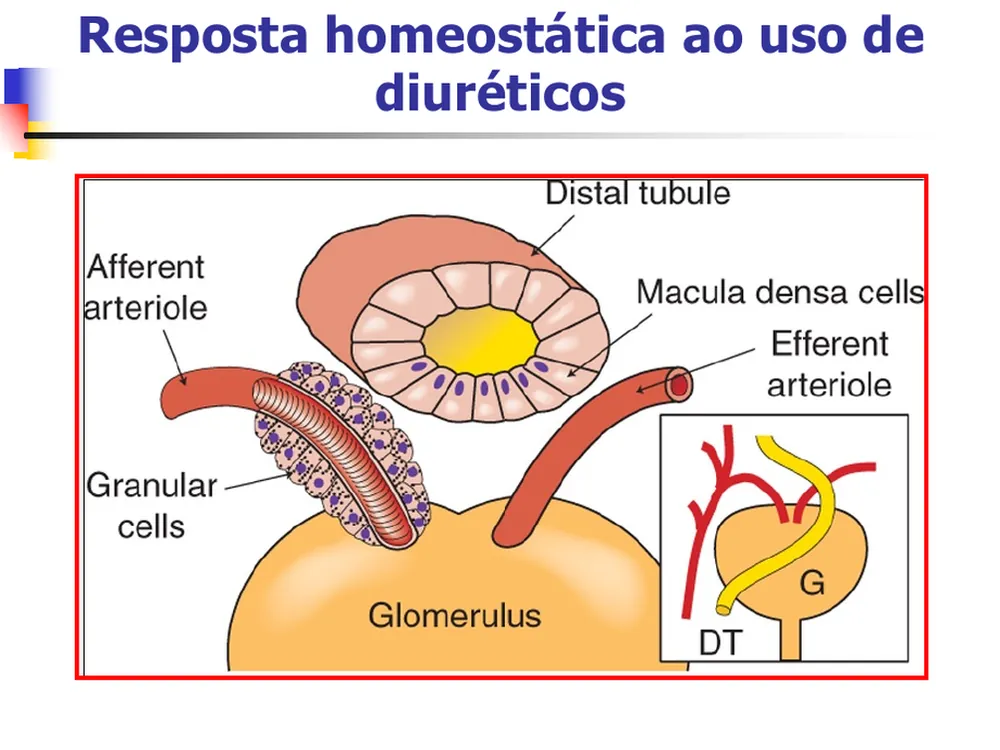 Resposta homeostática ao uso de
diuréticos
Distal tubule
Afferent
arteriole
Macula densa cells
Efferent
arteriole
Granular
cells
Glomerulus
G
DT